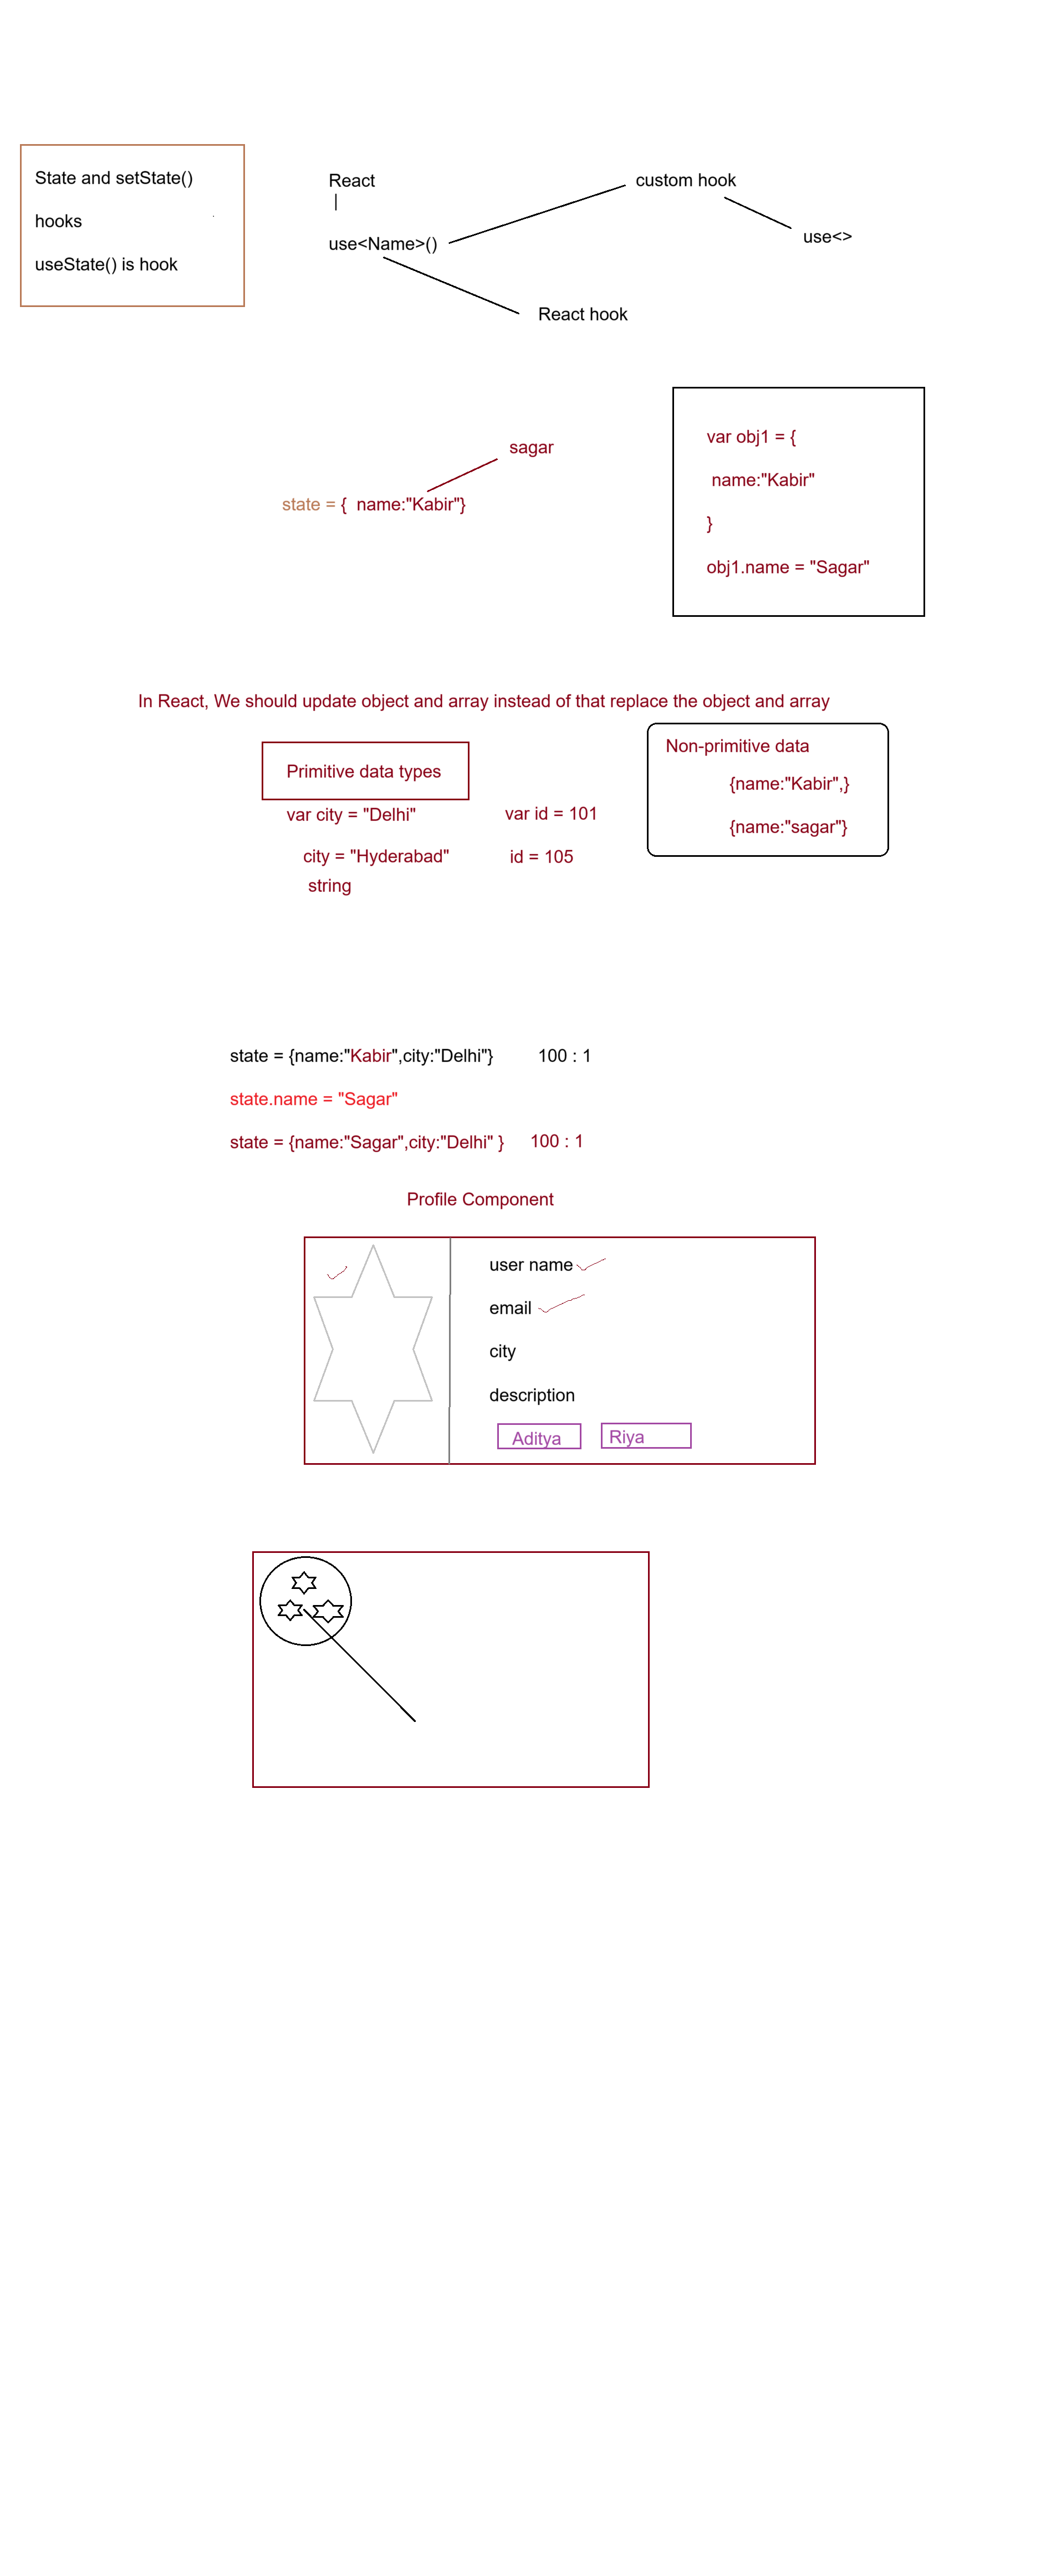 State and setState()
hooks
useState() is hook
React
|
use<Name>()
custom hook
use<>
React hook
sagar
state = {  name:"Kabir"}
var obj1 = {
name:"Kabir"
}
obj1.name = "Sagar"
In React, We should update object and array instead of that replace the object and array
Primitive data types
var city = "Delhi"
city = "Hyderabad"
string
var id = 101
id = 105
Non-primitive data
{name:"Kabir",}
{name:"sagar"}
state = {name:"Kabir",city:"Delhi"} 100 : 1
state.name = "Sagar"
state = {name:"Sagar",city:"Delhi" } 100 : 1
Profile Component
user name
email
city
description
Aditya Riya